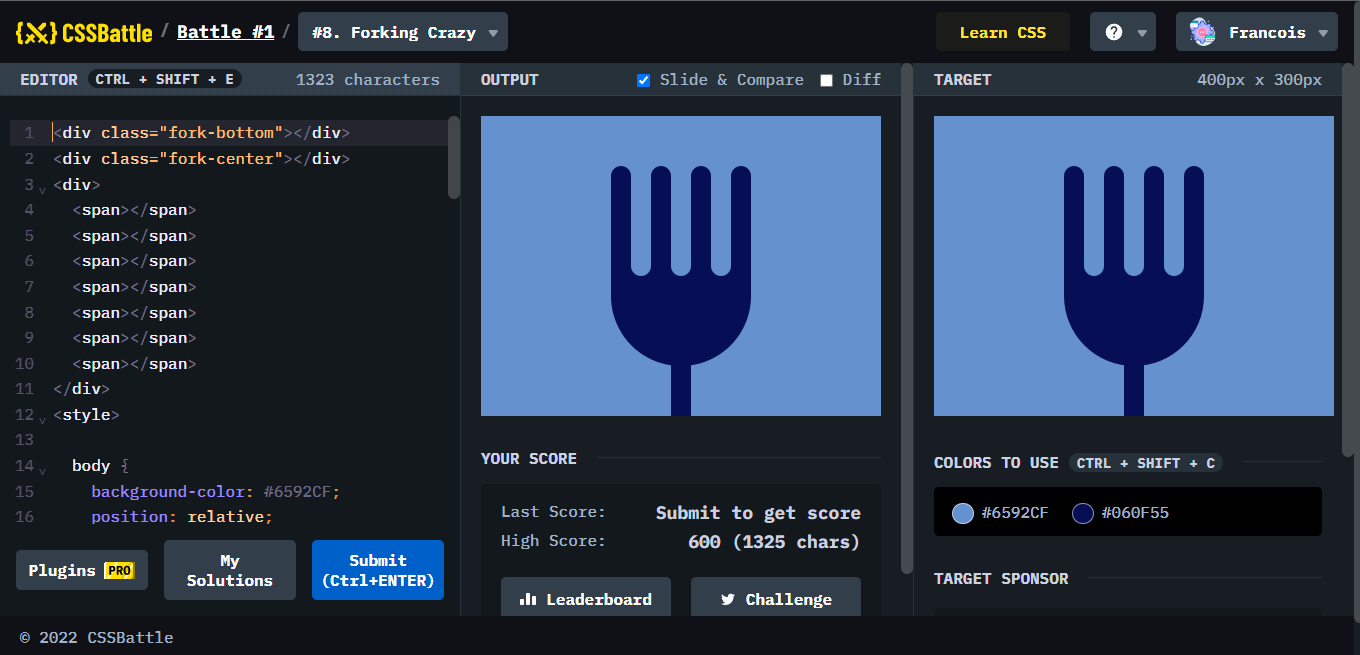 {X} CSSBattle / Battle #1 / #8. Forking Crazy
Learn CSS
?
Francois
EDITOR CTRL + SHIFT + E 1323 characters
1 <div class="fork-bottom"></div>
2 <div class="fork-center"></div>
3 <div>
4 <span></span>
5 <span></span>
6 <span></span>
7 <span></span>
8 <span></span>
9 <span></span>
10 <span></span>
11 </div>
12 <style>
13
14 body {
15 background-color: #6592CF;
16 position: relative;
Plugins PRO
My
Solutions
Submit
(Ctrl+ENTER)
OUTPUT Slide & Compare Diff
YOUR SCORE
Last Score: Submit to get score
High Score: 600 (1325 chars)
Leaderboard
Challenge
TARGET 400px x 300px
COLORS TO USE CTRL + SHIFT + C
#6592CF #060F55
TARGET SPONSOR
© 2022 CSSBattle